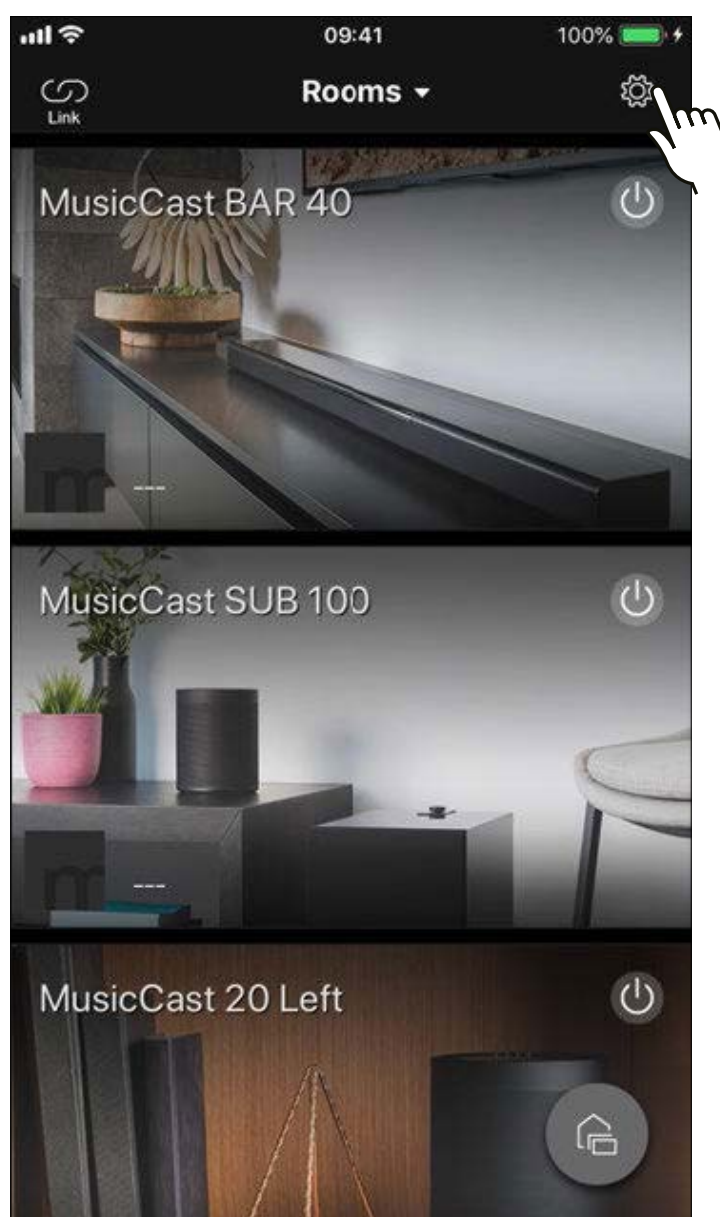 09:41
100%
Rooms
Link
MusicCast BAR 40
---
MusicCast SUB 100
---
MusicCast 20 Left